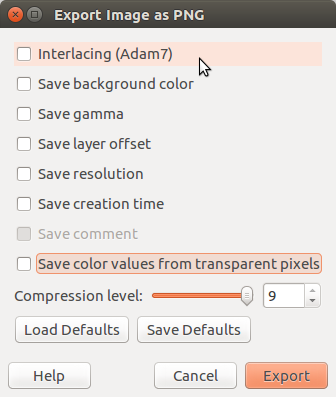 Export Image as PNG
Interlacing (Adam7)
Save background color
Save gamma
Save layer offset
Save resolution
Save creation time
Save comment
Save color values from transparent pixels
Compression level: 9
Load Defaults Save Defaults
Help Cancel Export